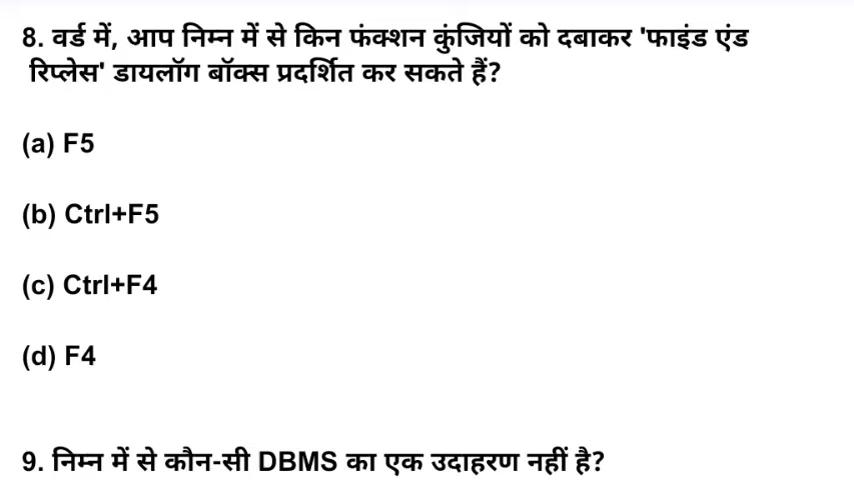 8. वर्ड में, आप निम्न में से किन फंक्शन कुंजियों को दबाकर 'फाइंड एंड
रिप्लेस' डायलॉग बॉक्स प्रदर्शित कर सकते हैं?
(a) F5
(b) Ctrl+F5
(c) Ctrl+F4
(d) F4
9. निम्न में से कौन-सी DBMS का एक उदाहरण नहीं है?